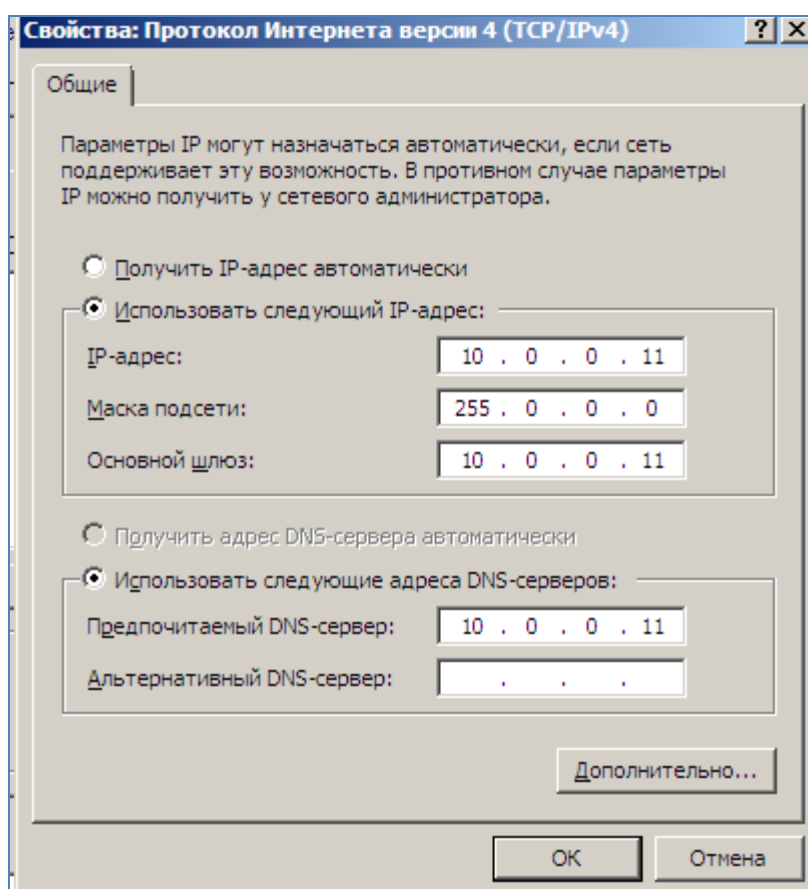 Свойства: Протокол Интернета версии 4 (TCP/IPv4)
Общие
Параметры IP могут назначаться автоматически, если сеть
поддерживает эту возможность. В противном случае параметры
IP можно получить у сетевого администратора.
Получить IP-адрес автоматически
Использовать следующий IP-адрес:
IP-адрес: 10 . 0 . 0 . 11
Маска подсети: 255 . 0 . 0 . 0
Основной шлюз: 10 . 0 . 0 . 11
Получить адрес DNS-сервера автоматически
Использовать следующие адреса DNS-серверов:
Предпочитаемый DNS-сервер: 10 . 0 . 0 . 11
Альтернативный DNS-сервер: . . .
Дополнительно...
ОК Отмена